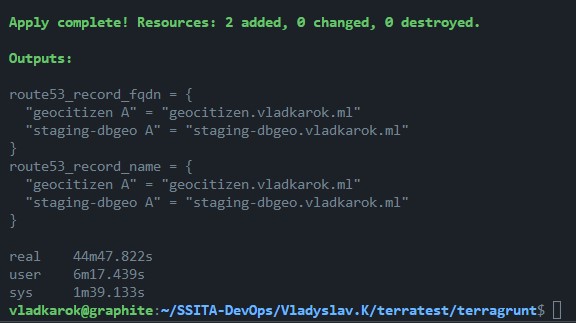 Apply complete! Resources: 2 added, 0 changed, 0 destroyed.
Outputs:
route53_record_fqdn = {
  "geocitizen A" = "geocitizen.vladkarok.ml"
  "staging-dbgeo A" = "staging-dbgeo.vladkarok.ml"
}
route53_record_name = {
  "geocitizen A" = "geocitizen.vladkarok.ml"
  "staging-dbgeo A" = "staging-dbgeo.vladkarok.ml"
}
real    44m47.822s
user    6m17.439s
sys     1m39.133s
vladkarok@graphite:~/SSITA-DevOps/Vladyslav.K/terratest/terragrunt$